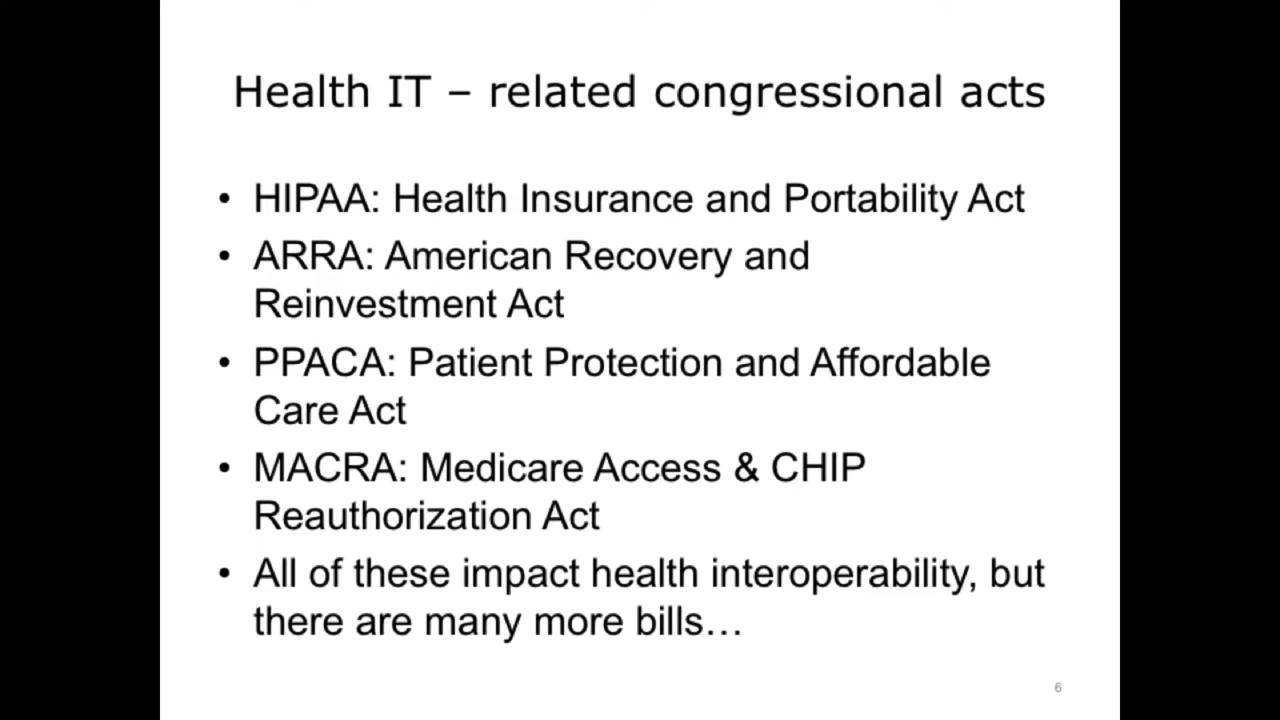 Health IT – related congressional acts
• HIPAA: Health Insurance and Portability Act
• ARRA: American Recovery and
Reinvestment Act
• PPACA: Patient Protection and Affordable
Care Act
• MACRA: Medicare Access & CHIP
Reauthorization Act
• All of these impact health interoperability, but
there are many more bills…
6